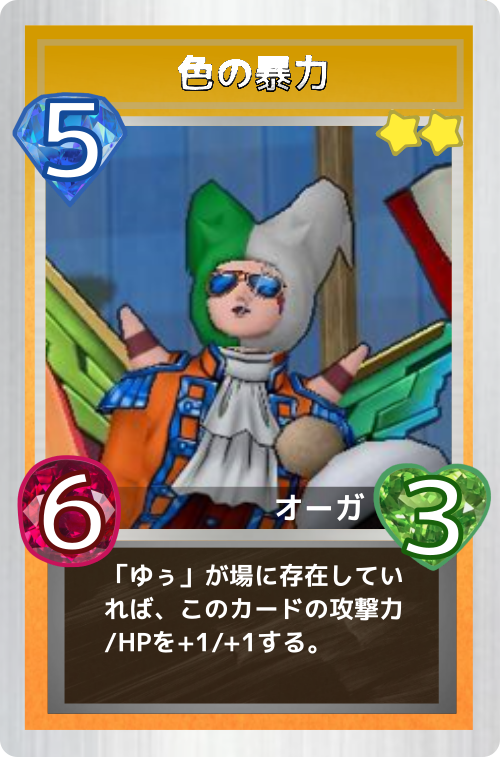 色の暴力
5
6
オーガ
3
「ゆぅ」が場に存在してい
れば、このカードの攻撃力
/HPを+1/+1する。